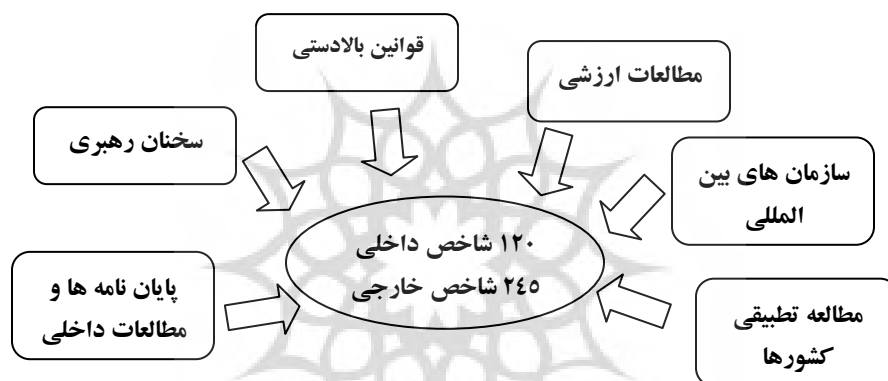 قوانین بالادستی
مطالعات ارزشی
سخنان رهبری
سازمان های بین
المللی
۱۲۰ شاخص داخلی
۲٤٥ شاخص خارجی
پایان نامه ها و
مطالعات داخلی
مطالعه تطبیقی
کشورها